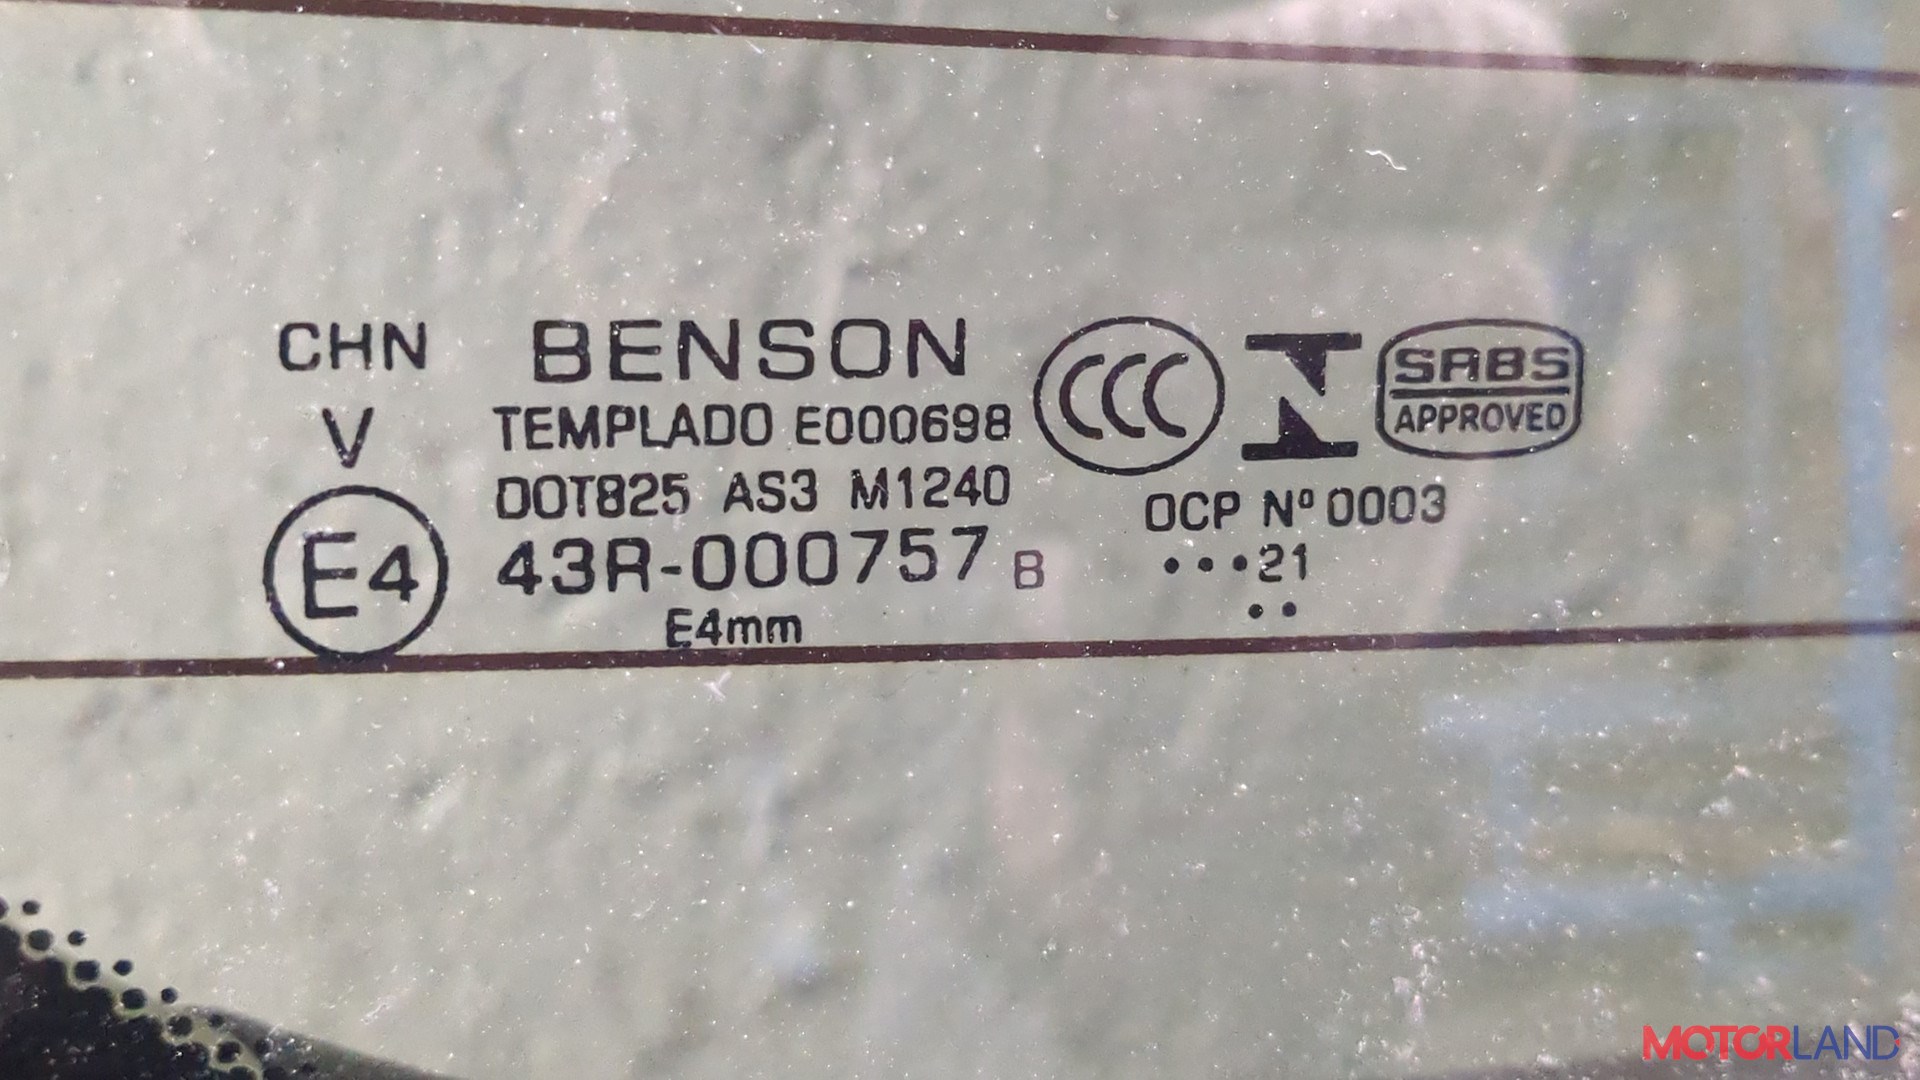 CHN BENSON
V TEMPLADO E000698
DOT825 AS3 M1240
E4 43R-000757 B
E4mm
CCC
SABS
APPROVED
OCP Nº 0003
•••21
••
MOTORLAND